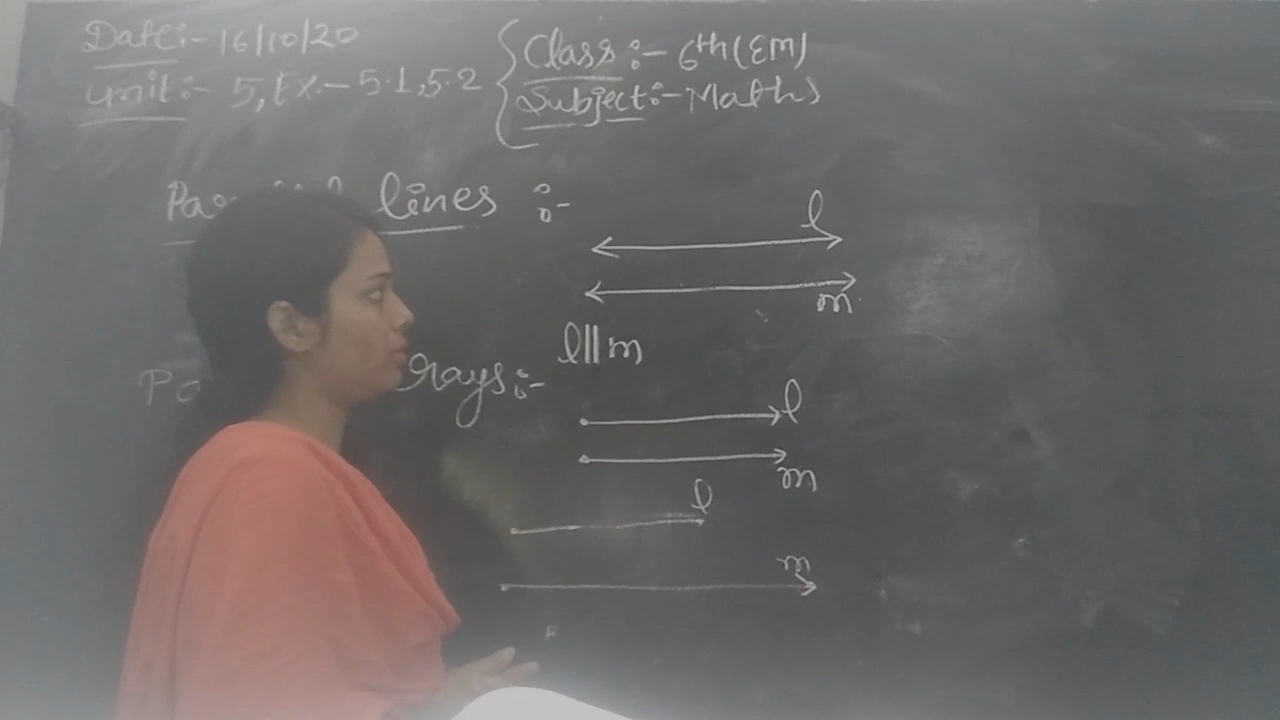 Date:- 16/10/20
Unit:- 5, Ex.- 5.1, 5.2
Class:- 6th (EM)
Subject:- Maths
lines :-
l
m
l||m
rays:-
l
m
l
m